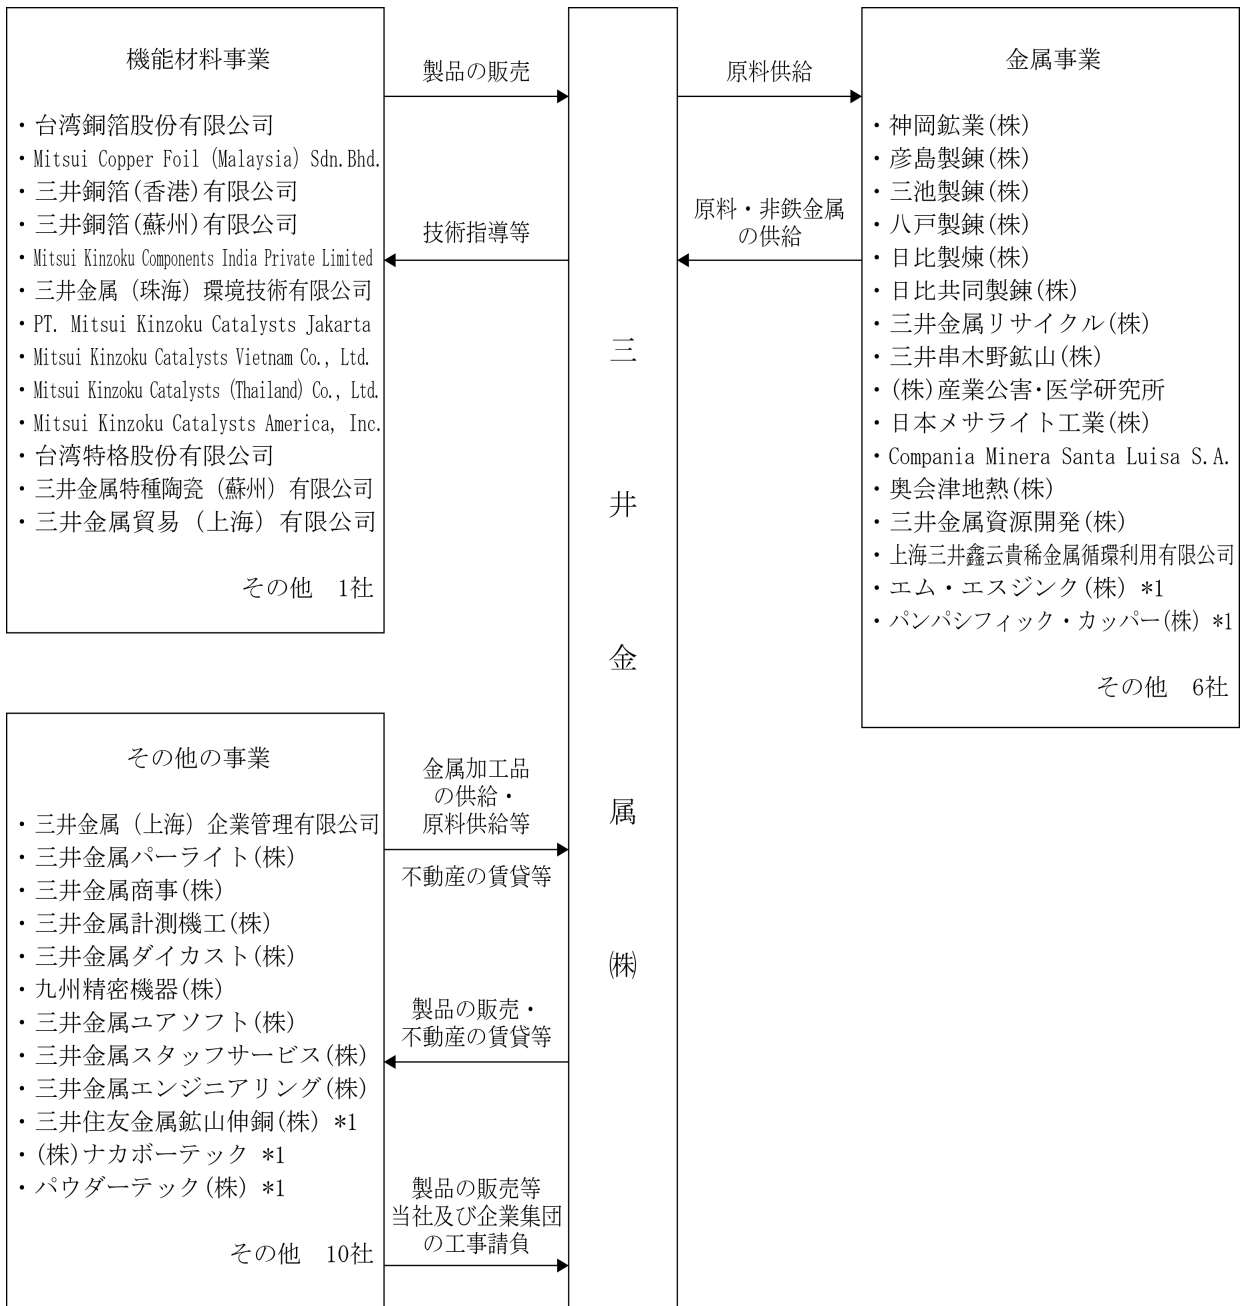 機能材料事業
・台湾銅箔股份有限公司
・Mitsui Copper Foil (Malaysia) Sdn.Bhd.
・三井銅箔(香港)有限公司
・三井銅箔(蘇州)有限公司
・Mitsui Kinzoku Components India Private Limited
・三井金属（珠海）環境技術有限公司
・PT. Mitsui Kinzoku Catalysts Jakarta
・Mitsui Kinzoku Catalysts Vietnam Co., Ltd.
・Mitsui Kinzoku Catalysts (Thailand) Co., Ltd.
・Mitsui Kinzoku Catalysts America, Inc.
・台湾特格股份有限公司
・三井金属特種陶瓷（蘇州）有限公司
・三井金属貿易（上海）有限公司
その他　1社
製品の販売
技術指導等
三井金属㈱
原料供給
原料・非鉄金属
の供給
金属事業
・神岡鉱業(株)
・彦島製錬(株)
・三池製錬(株)
・八戸製錬(株)
・日比製煉(株)
・日比共同製錬(株)
・三井金属リサイクル(株)
・三井串木野鉱山(株)
・(株)産業公害・医学研究所
・日本メサライト工業(株)
・Compania Minera Santa Luisa S.A.
・奥会津地熱(株)
・三井金属資源開発(株)
・上海三井鑫云貴稀金属循環利用有限公司
・エム・エスジンク(株) *1
・パンパシフィック・カッパー(株) *1
その他　6社
その他の事業
・三井金属（上海）企業管理有限公司
・三井金属パーライト(株)
・三井金属商事(株)
・三井金属計測機工(株)
・三井金属ダイカスト(株)
・九州精密機器(株)
・三井金属ユアソフト(株)
・三井金属スタッフサービス(株)
・三井金属エンジニアリング(株)
・三井住友金属鉱山伸銅(株) *1
・(株)ナカボーテック *1
・パウダーテック(株) *1
その他　10社
金属加工品
の供給・
原料供給等
不動産の賃貸等
製品の販売・
不動産の賃貸等
製品の販売等
当社及び企業集団
の工事請負